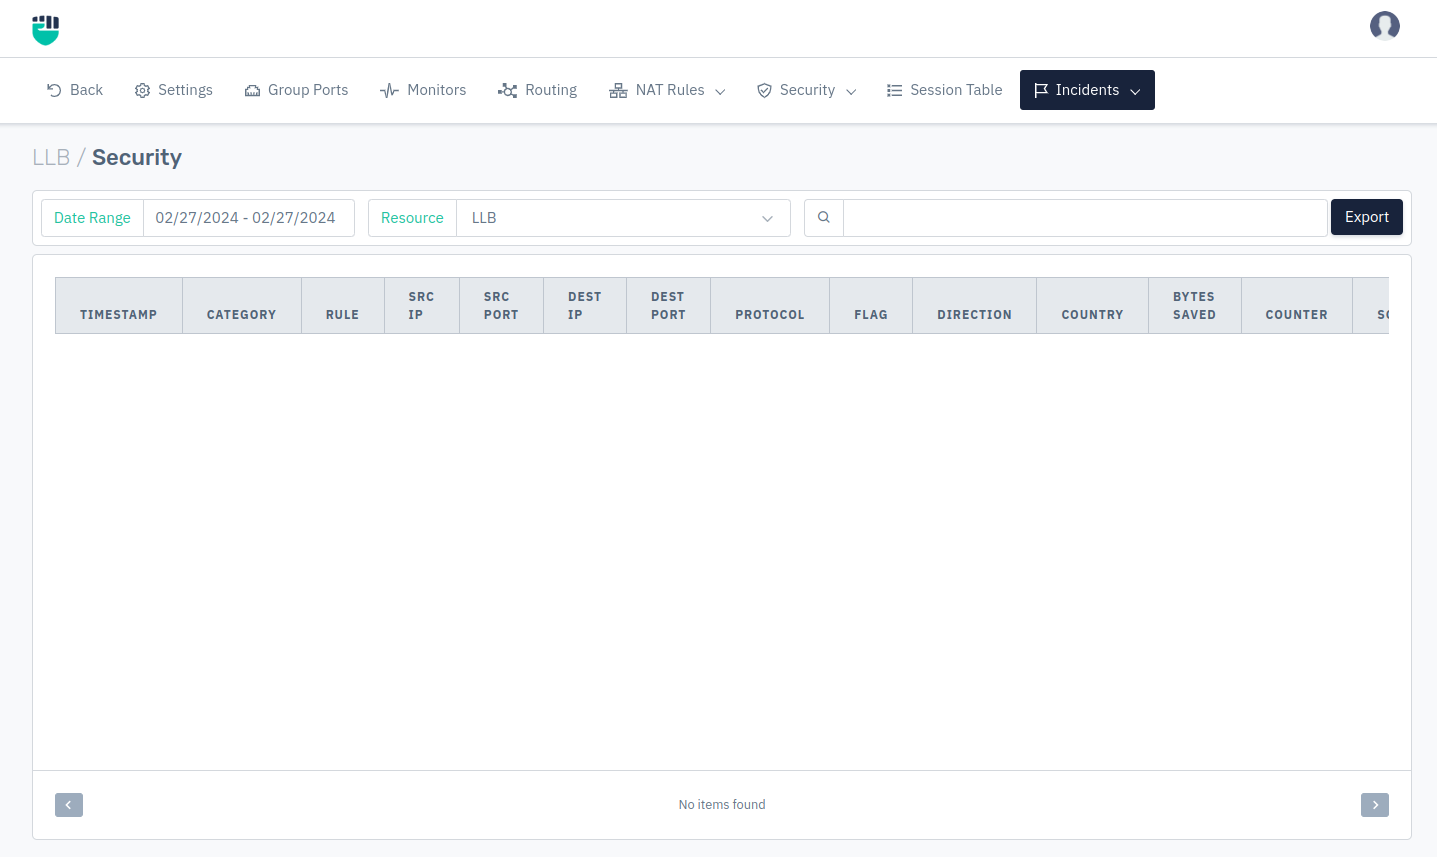 Back Settings Group Ports Monitors Routing NAT Rules Security Session Table Incidents
LLB / Security
Date Range 02/27/2024 - 02/27/2024 Resource LLB Export
TIMESTAMP CATEGORY RULE SRC IP SRC PORT DEST IP DEST PORT PROTOCOL FLAG DIRECTION COUNTRY BYTES SAVED COUNTER
No items found